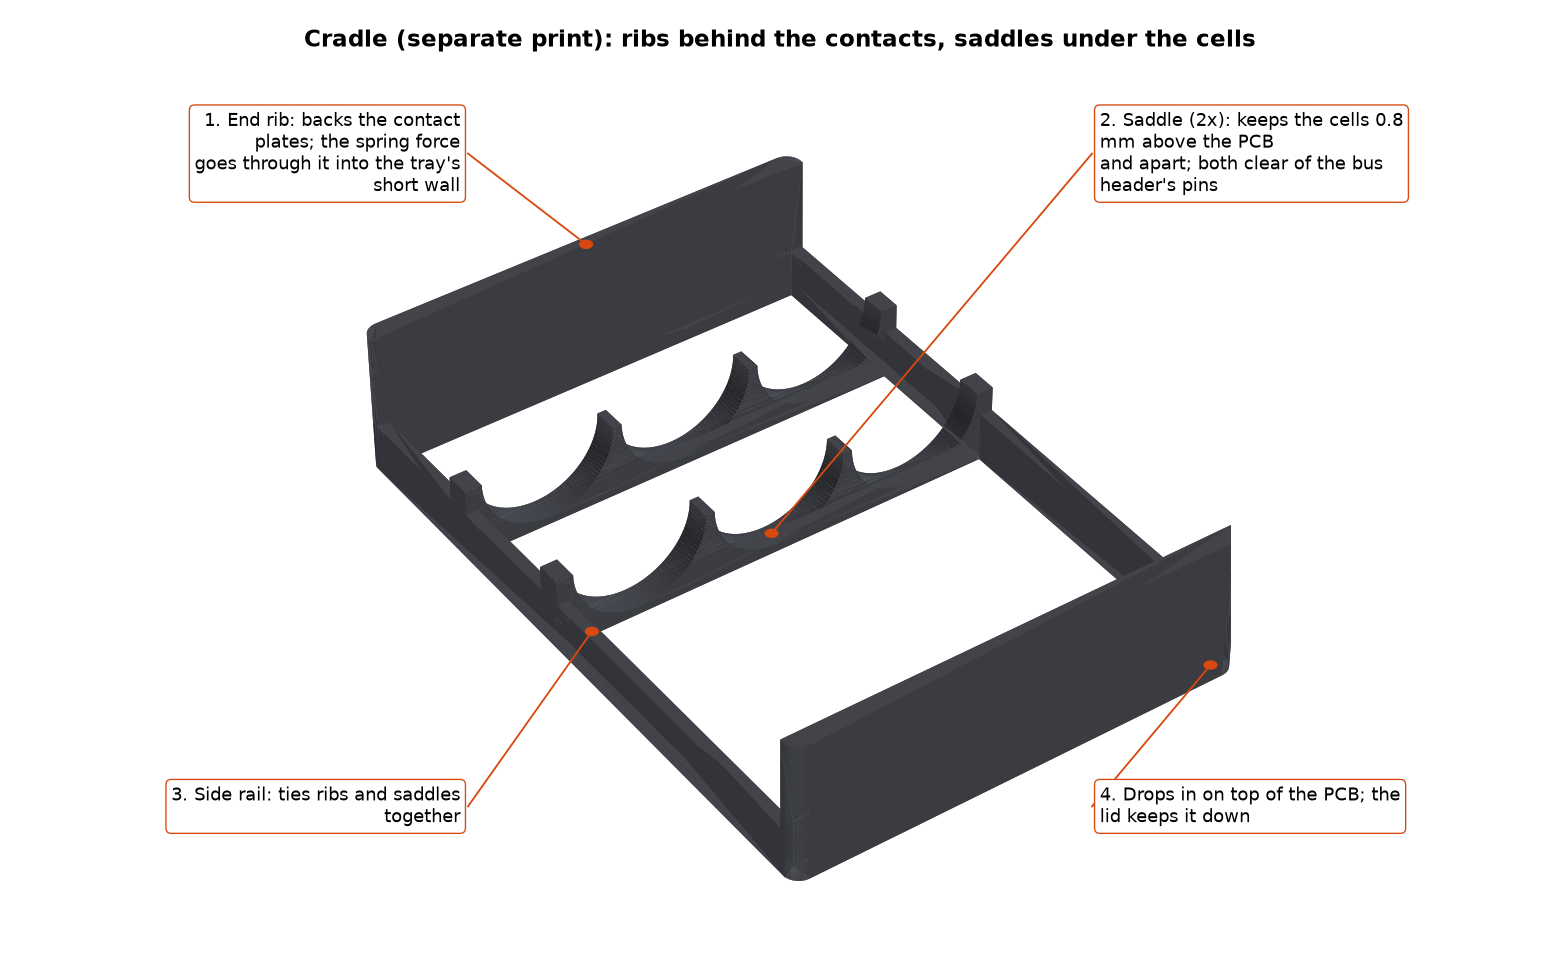 Cradle (separate print): ribs behind the contacts, saddles under the cells
1. End rib: backs the contact
plates; the spring force
goes through it into the tray's
short wall
2. Saddle (2x): keeps the cells 0.8
mm above the PCB
and apart; both clear of the bus
header's pins
3. Side rail: ties ribs and saddles
together
4. Drops in on top of the PCB; the
lid keeps it down